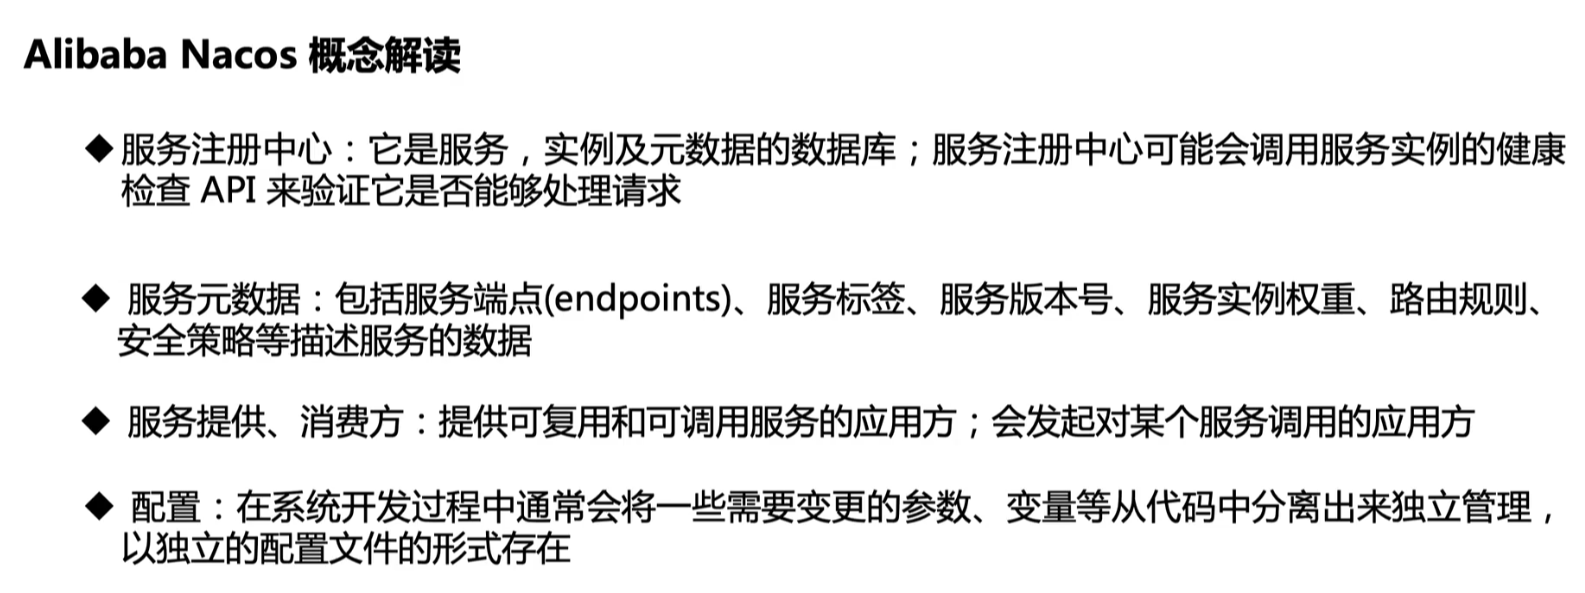 Alibaba Nacos 概念解读
◆服务注册中心：它是服务，实例及元数据的数据库；服务注册中心可能会调用服务实例的健康
检查 API 来验证它是否能够处理请求
◆ 服务元数据：包括服务端点(endpoints)、服务标签、服务版本号、服务实例权重、路由规则、
安全策略等描述服务的数据
◆ 服务提供、消费方：提供可复用和可调用服务的应用方；会发起对某个服务调用的应用方
◆ 配置：在系统开发过程中通常会将一些需要变更的参数、变量等从代码中分离出来独立管理，
以独立的配置文件的形式存在